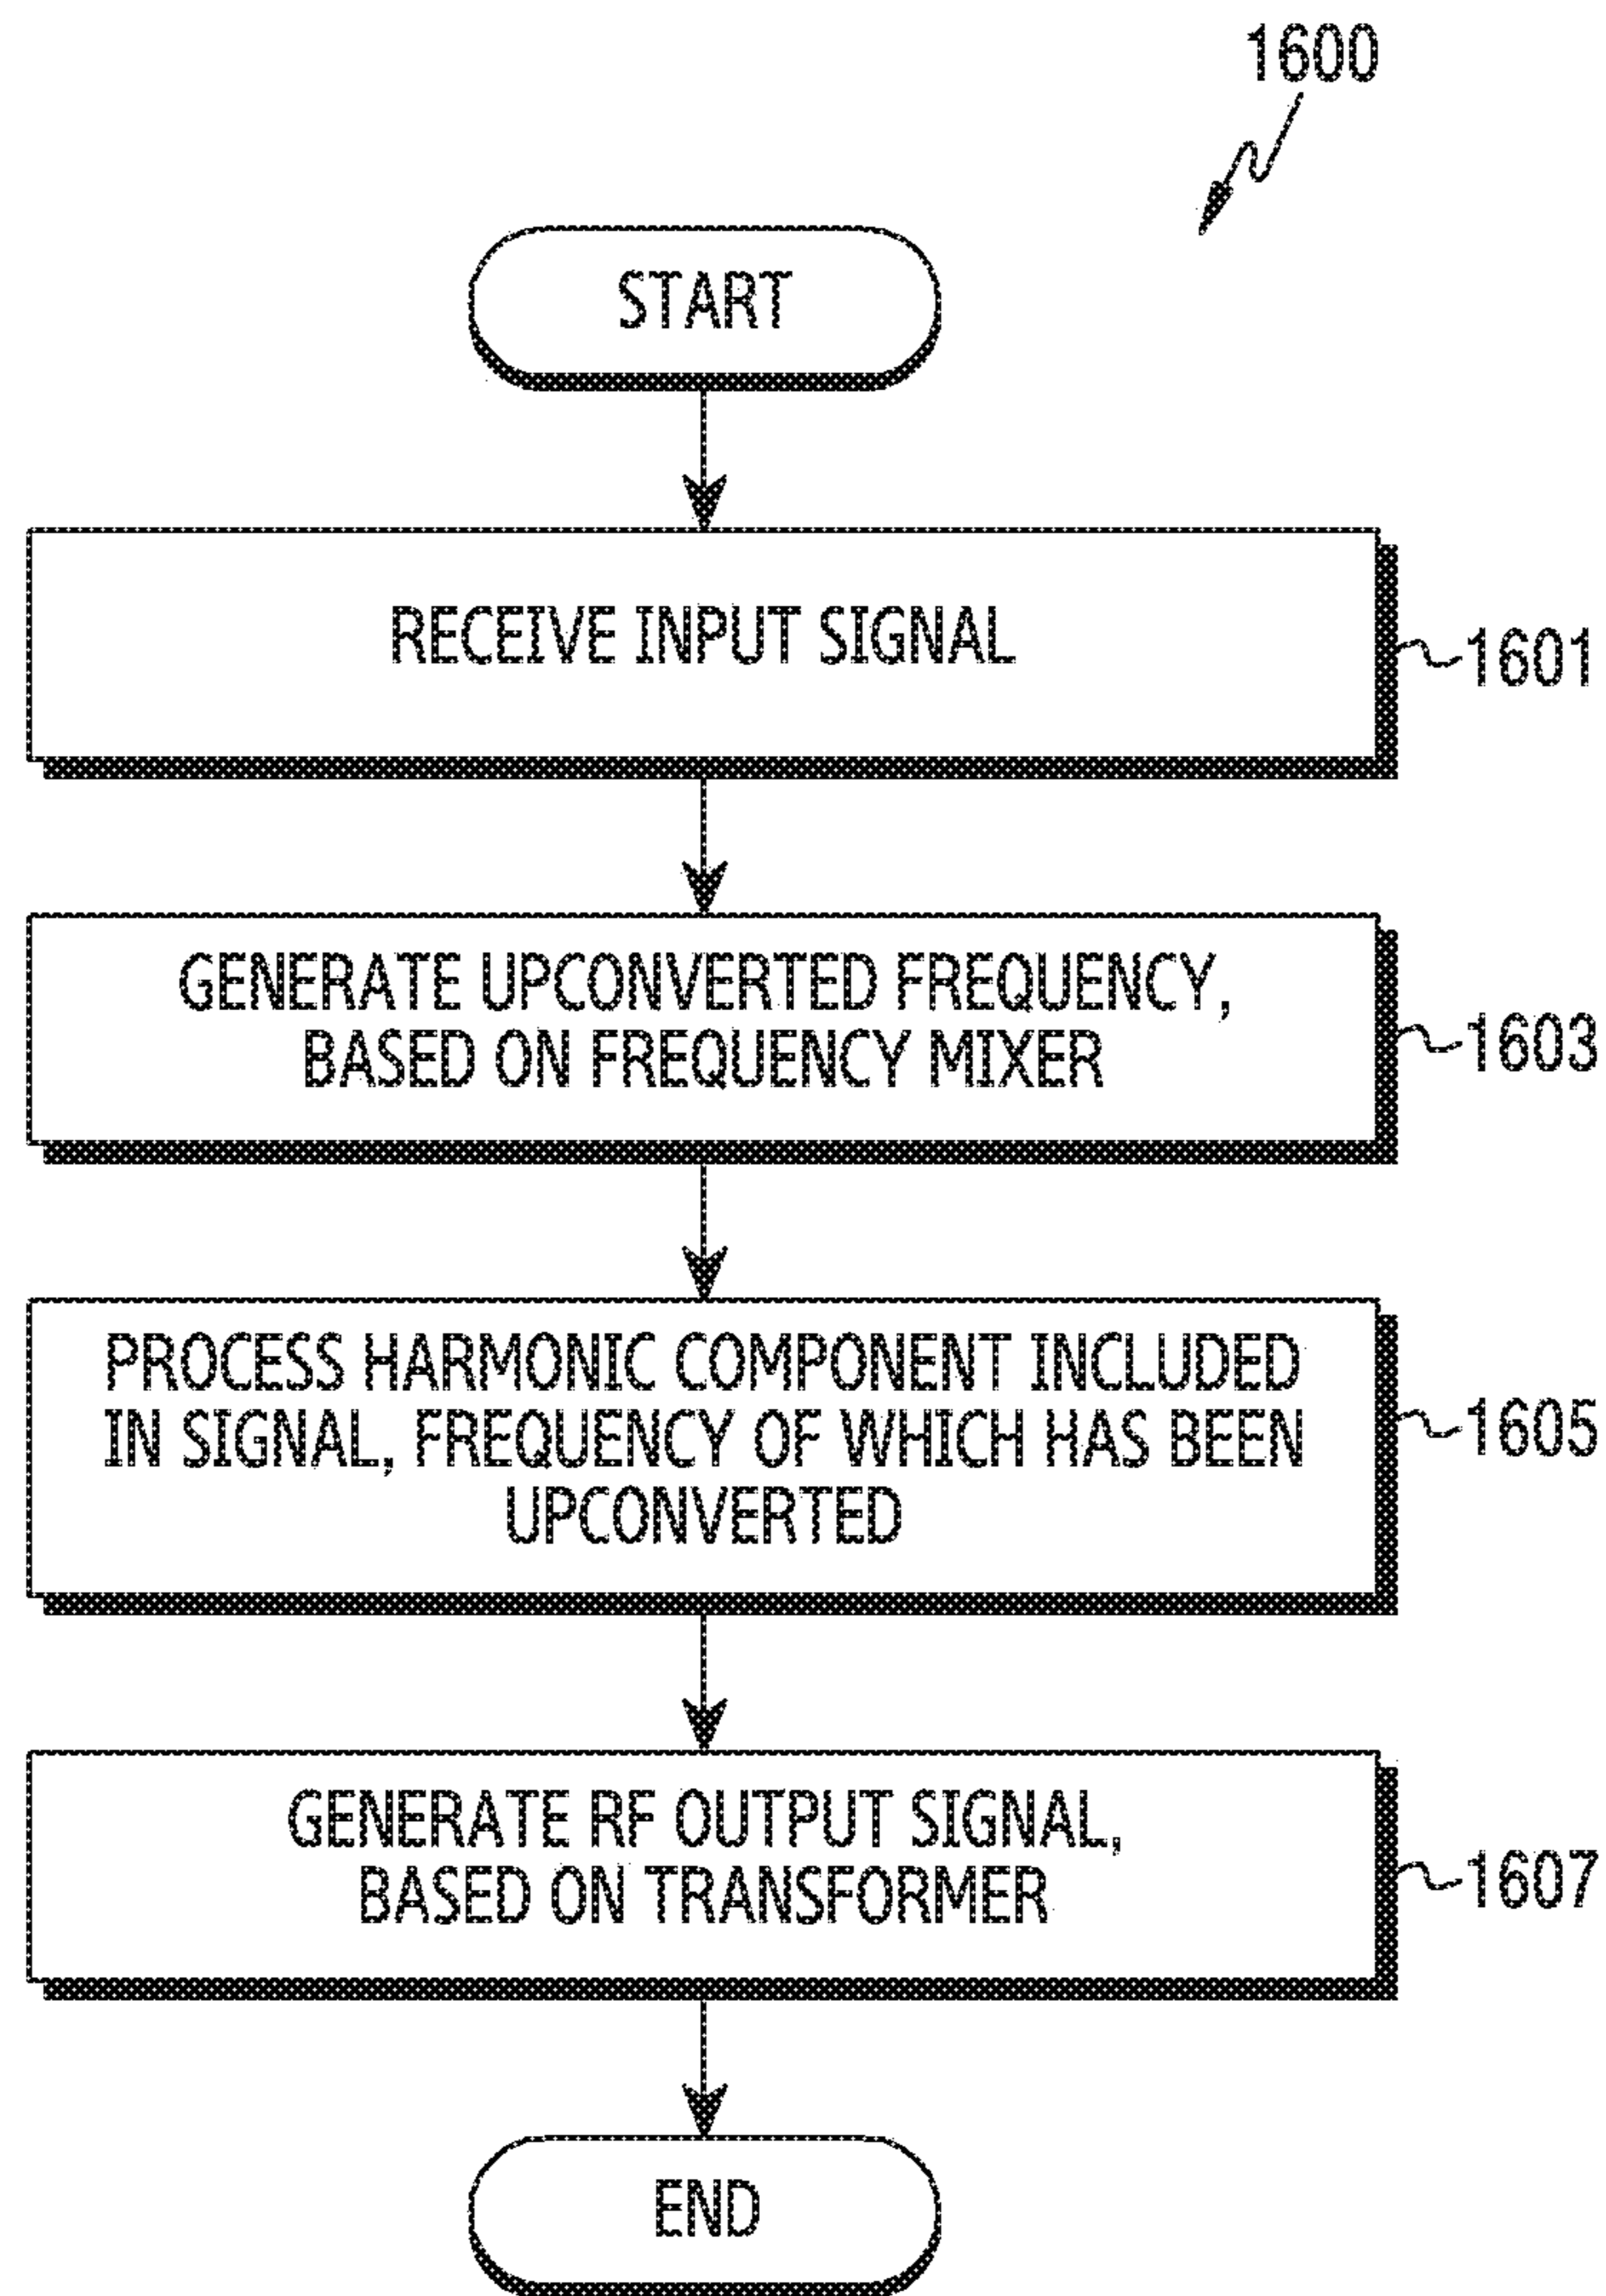 1600
START
RECEIVE INPUT SIGNAL
1601
GENERATE UPCONVERTED FREQUENCY,
BASED ON FREQUENCY MIXER
1603
PROCESS HARMONIC COMPONENT INCLUDED
IN SIGNAL, FREQUENCY OF WHICH HAS BEEN
UPCONVERTED
1605
GENERATE RF OUTPUT SIGNAL,
BASED ON TRANSFORMER
1607
END